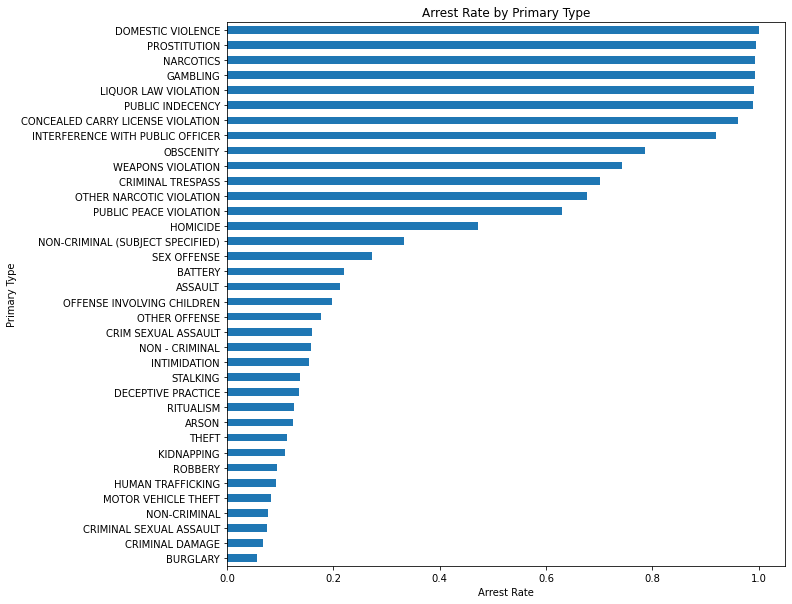 Arrest Rate by Primary Type
DOMESTIC VIOLENCE
PROSTITUTION
NARCOTICS
GAMBLING
LIQUOR LAW VIOLATION
PUBLIC INDECENCY
CONCEALED CARRY LICENSE VIOLATION
INTERFERENCE WITH PUBLIC OFFICER
OBSCENITY
WEAPONS VIOLATION
CRIMINAL TRESPASS
OTHER NARCOTIC VIOLATION
PUBLIC PEACE VIOLATION
HOMICIDE
NON-CRIMINAL (SUBJECT SPECIFIED)
SEX OFFENSE
BATTERY
ASSAULT
OFFENSE INVOLVING CHILDREN
OTHER OFFENSE
CRIM SEXUAL ASSAULT
NON - CRIMINAL
INTIMIDATION
STALKING
DECEPTIVE PRACTICE
RITUALISM
ARSON
THEFT
KIDNAPPING
ROBBERY
HUMAN TRAFFICKING
MOTOR VEHICLE THEFT
NON-CRIMINAL
CRIMINAL SEXUAL ASSAULT
CRIMINAL DAMAGE
BURGLARY
Primary Type
0.0 0.2 0.4 0.6 0.8 1.0
Arrest Rate